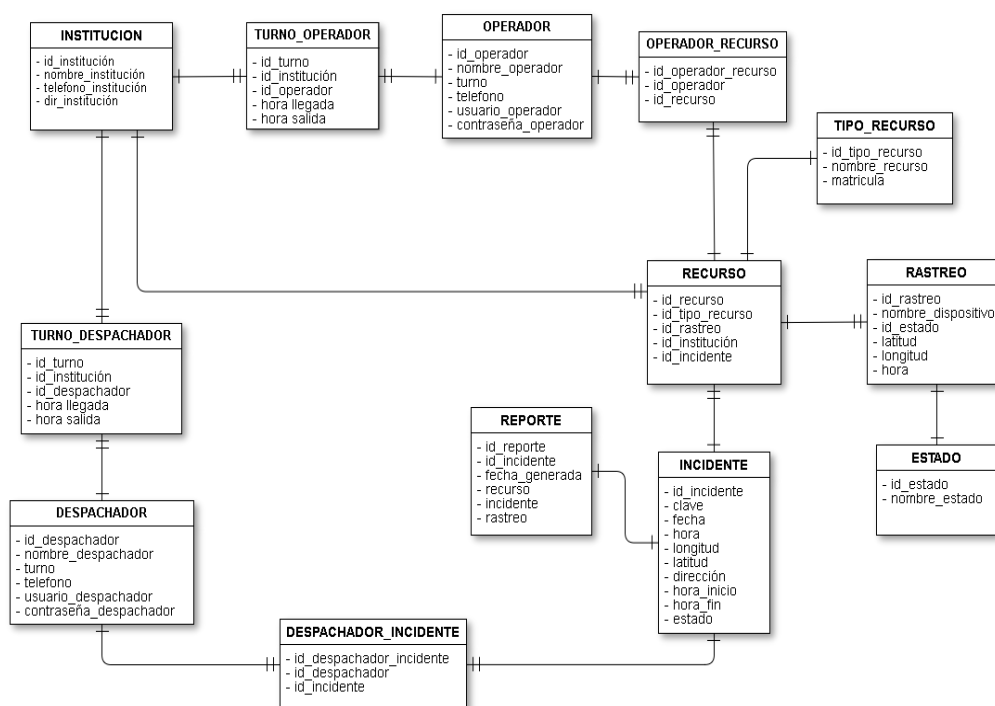 INSTITUCION
- id_institución
- nombre_institución
- telefono_institución
- dir_institución
TURNO_OPERADOR
- id_turno
- id_institución
- id_operador
- hora llegada
- hora salida
OPERADOR
- id_operador
- nombre_operador
- turno
- telefono
- usuario_operador
- contraseña_operador
OPERADOR_RECURSO
- id_operador_recurso
- id_operador
- id_recurso
TIPO_RECURSO
- id_tipo_recurso
- nombre_recurso
- matricula
RECURSO
- id_recurso
- id_tipo_recurso
- id_rastreo
- id_institución
- id_incidente
RASTREO
- id_rastreo
- nombre_dispositivo
- id_estado
- latitud
- longitud
- hora
TURNO_DESPACHADOR
- id_turno
- id_institución
- id_despachador
- hora llegada
- hora salida
REPORTE
- id_reporte
- id_incidente
- fecha_generada
- recurso
- incidente
- rastreo
INCIDENTE
- id_incidente
- clave
- fecha
- hora
- longitud
- latitud
- dirección
- hora_inicio
- hora_fin
- estado
ESTADO
- id_estado
- nombre_estado
DESPACHADOR
- id_despachador
- nombre_despachador
- turno
- telefono
- usuario_despachador
- contraseña_despachador
DESPACHADOR_INCIDENTE
- id_despachador_incidente
- id_despachador
- id_incidente